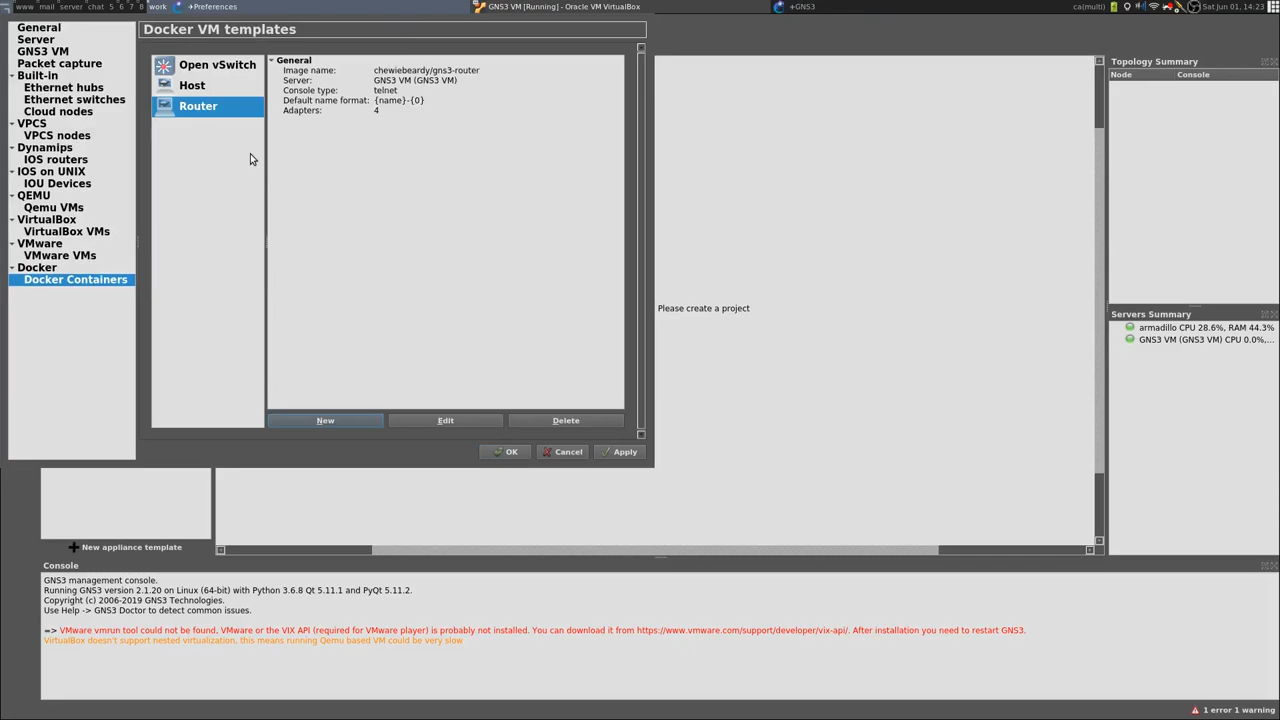 www mail server chat 5 6 7 8 work Preferences GNS3 VM [Running] - Oracle VM VirtualBox +GNS3 ca(multi) Sat Jun 01, 14:23
Docker VM templates
General
Server
GNS3 VM
Packet capture
Built-in
Ethernet hubs
Ethernet switches
Cloud nodes
VPCS
VPCS nodes
Dynamips
IOS routers
IOS on UNIX
IOU Devices
QEMU
Qemu VMs
VirtualBox
VirtualBox VMs
VMware
VMware VMs
Docker
Docker Containers
Open vSwitch
Host
Router
General
Image name: chewiebeardy/gns3-router
Server: GNS3 VM (GNS3 VM)
Console type: telnet
Default name format: {name}-{0}
Adapters: 4
New Edit Delete
OK Cancel Apply
Please create a project
Topology Summary
Node Console
Servers Summary
armadillo CPU 28.6%, RAM 44.3%
GNS3 VM (GNS3 VM) CPU 0.0%,...
New appliance template
Console
GNS3 management console.
Running GNS3 version 2.1.20 on Linux (64-bit) with Python 3.6.8 Qt 5.11.1 and PyQt 5.11.2.
Copyright (c) 2006-2019 GNS3 Technologies.
Use Help -> GNS3 Doctor to detect common issues.
=> VMware vmrun tool could not be found, VMware or the VIX API (required for VMware player) is probably not installed. You can download it from https://www.vmware.com/support/developer/vix-api/. After installation you need to restart GNS3.
VirtualBox doesn't support nested virtualization, this means running Qemu based VM could be very slow
1 error 1 warning